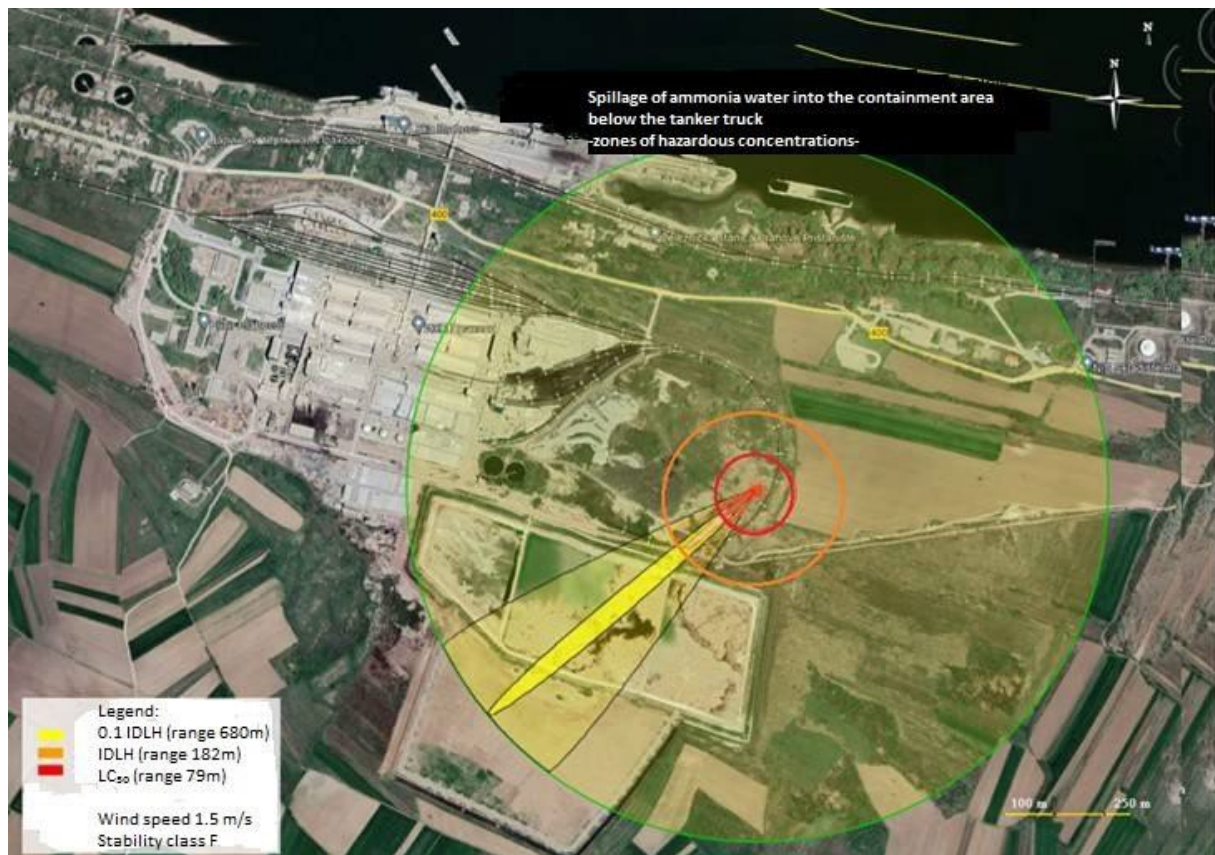 N
N
Spillage of ammonia water into the containment area
below the tanker truck
-zones of hazardous concentrations-
400
400
Legend:
0.1 IDLH (range 680m)
IDLH (range 182m)
LC₅₀ (range 79m)
Wind speed 1.5 m/s
Stability class F
100 m
250 m